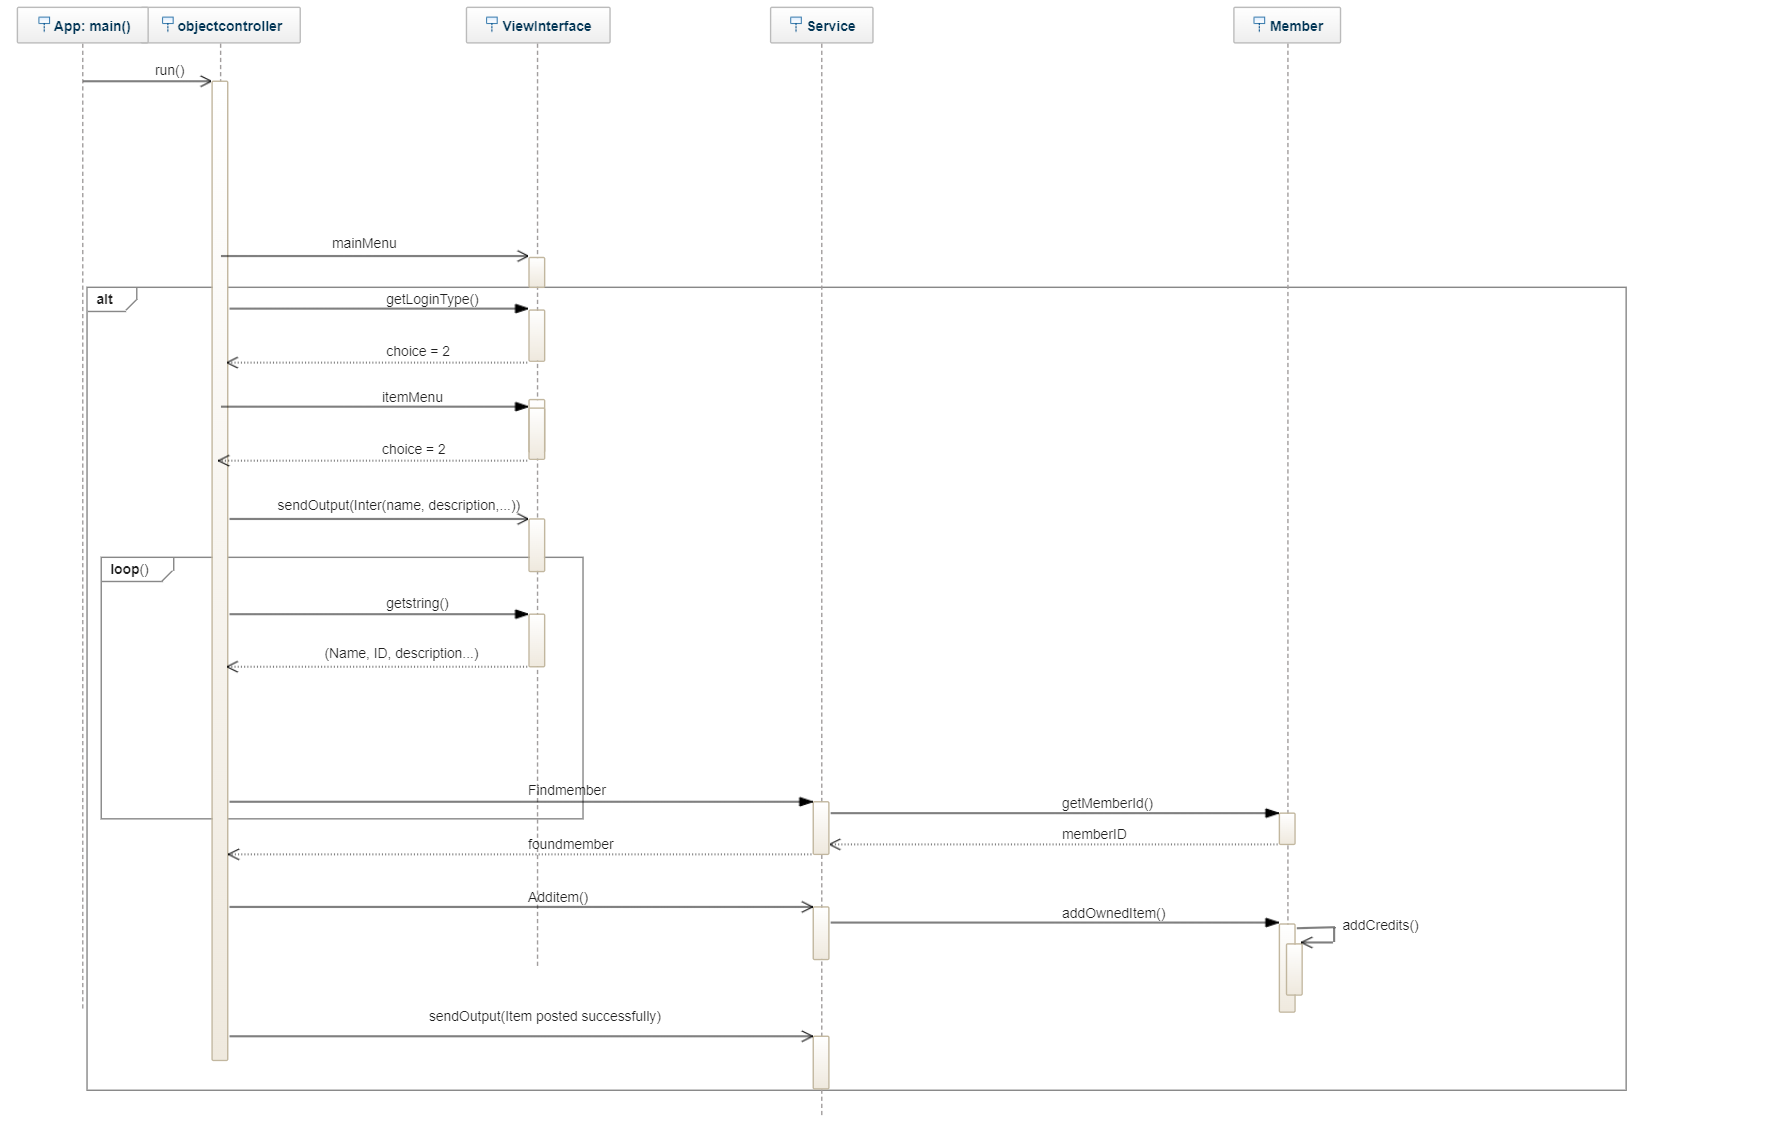 App: main()
objectcontroller
ViewInterface
Service
Member
run()
mainMenu
alt
getLoginType()
choice = 2
itemMenu
choice = 2
sendOutput(Inter(name, description,...))
loop()
getstring()
(Name, ID, description...)
Findmember
getMemberId()
memberID
foundmember
Additem()
addOwnedItem()
addCredits()
sendOutput(Item posted successfully)